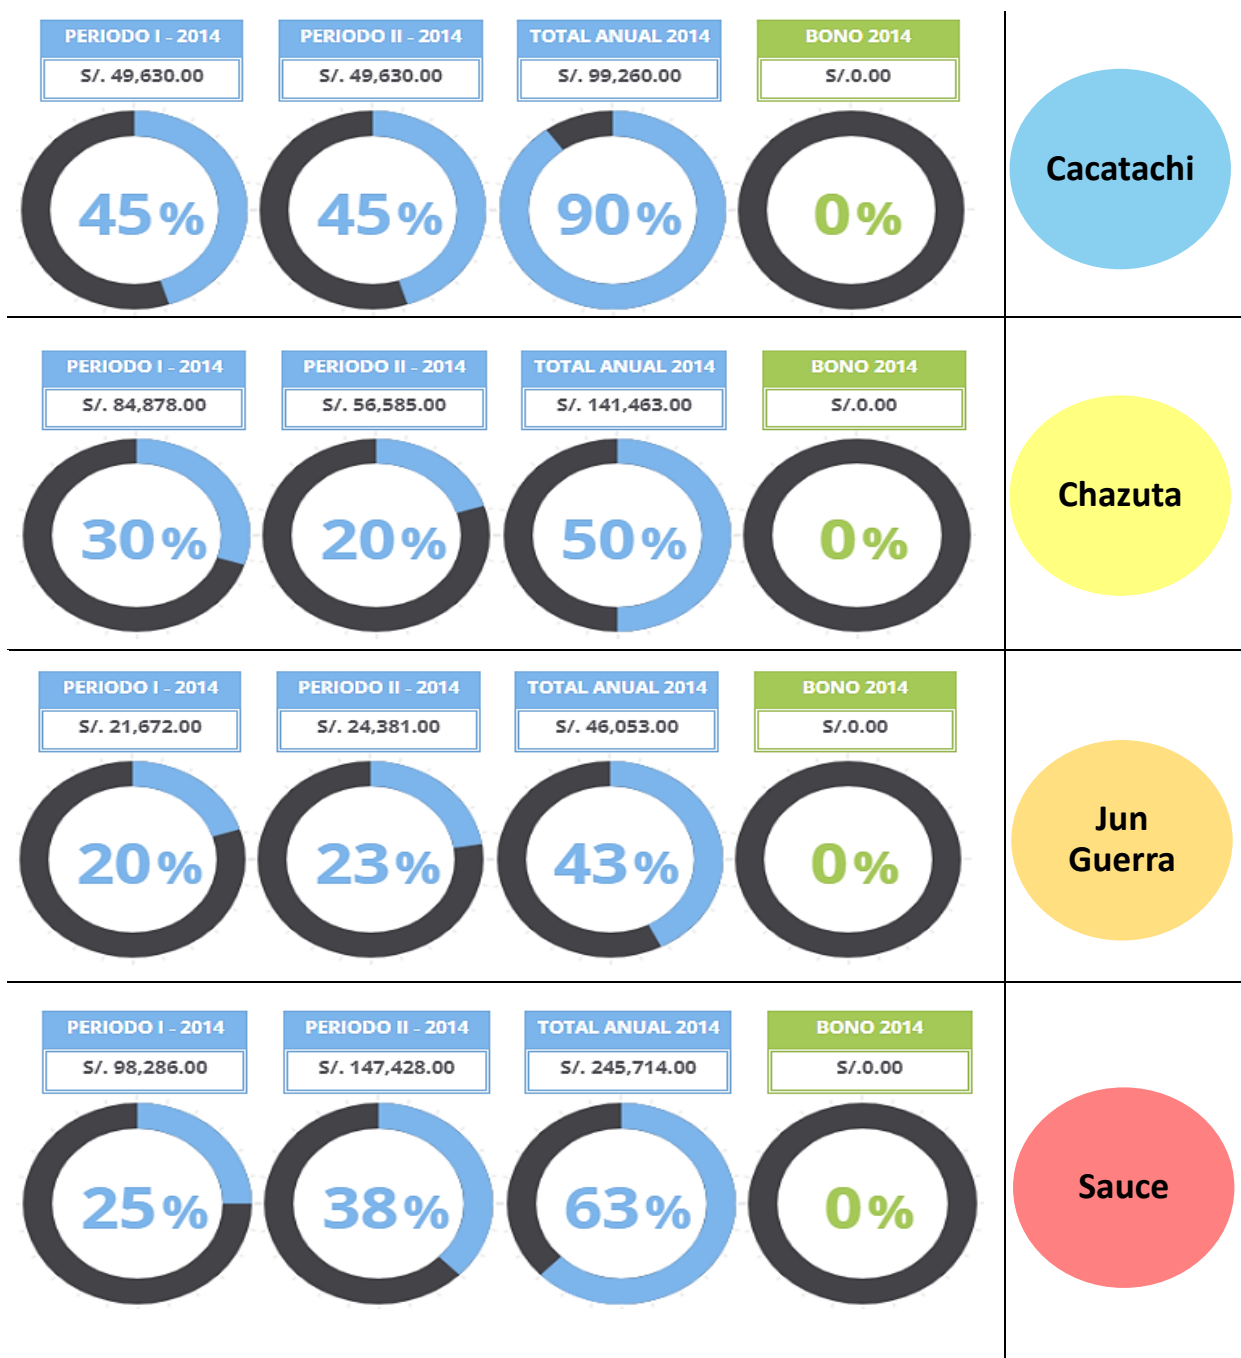 PERIODO I - 2014 PERIODO II - 2014 TOTAL ANUAL 2014 BONO 2014
S/. 49,630.00 S/. 49,630.00 S/. 99,260.00 S/.0.00
45% 45% 90% 0%
Cacatachi
PERIODO I - 2014 PERIODO II - 2014 TOTAL ANUAL 2014 BONO 2014
S/. 84,878.00 S/. 56,585.00 S/. 141,463.00 S/.0.00
30% 20% 50% 0%
Chazuta
PERIODO I - 2014 PERIODO II - 2014 TOTAL ANUAL 2014 BONO 2014
S/. 21,672.00 S/. 24,381.00 S/. 46,053.00 S/.0.00
20% 23% 43% 0%
Jun
Guerra
PERIODO I - 2014 PERIODO II - 2014 TOTAL ANUAL 2014 BONO 2014
S/. 98,286.00 S/. 147,428.00 S/. 245,714.00 S/.0.00
25% 38% 63% 0%
Sauce